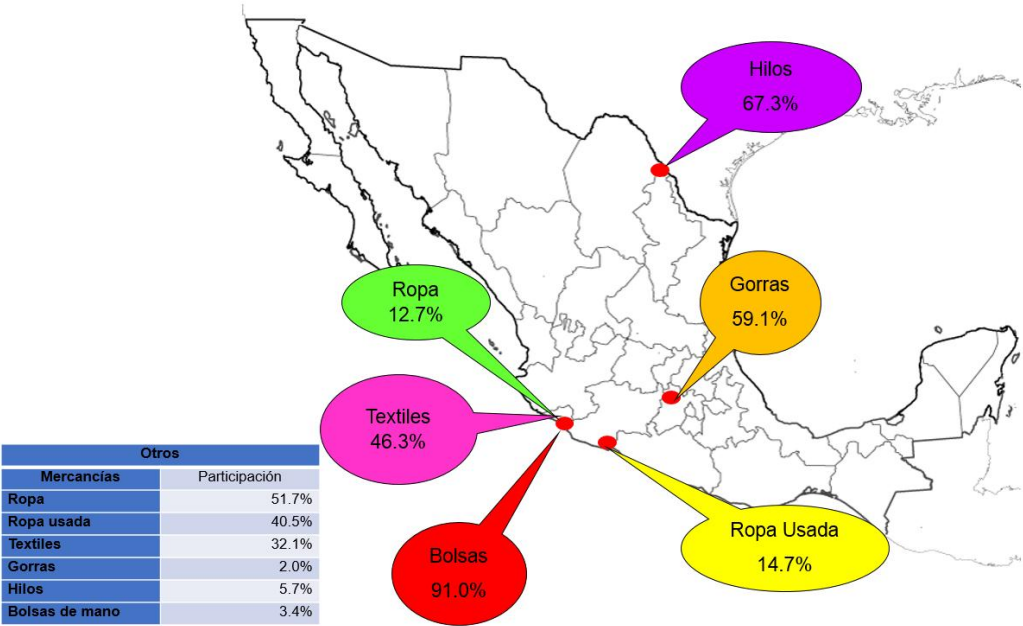 Hilos
67.3%
Gorras
59.1%
Ropa
12.7%
Textiles
46.3%
Ropa Usada
14.7%
Bolsas
91.0%
Otros
Mercancías Participación
Ropa 51.7%
Ropa usada 40.5%
Textiles 32.1%
Gorras 2.0%
Hilos 5.7%
Bolsas de mano 3.4%